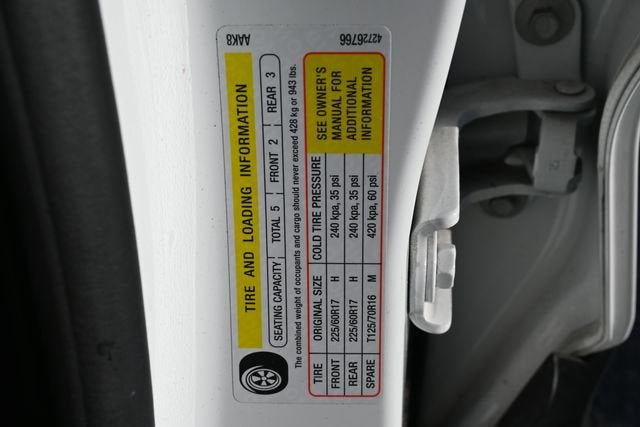 AAK8
42726766
TIRE AND LOADING INFORMATION
SEATING CAPACITY TOTAL 5 FRONT 2 REAR 3
The combined weight of occupants and cargo should never exceed 428 kg or 943 lbs.
TIRE ORIGINAL SIZE COLD TIRE PRESSURE
FRONT 225/60R17 H 240 kpa, 35 psi
REAR 225/60R17 H 240 kpa, 35 psi
SPARE T125/70R16 M 420 kpa, 60 psi
SEE OWNER'S
MANUAL FOR
ADDITIONAL
INFORMATION